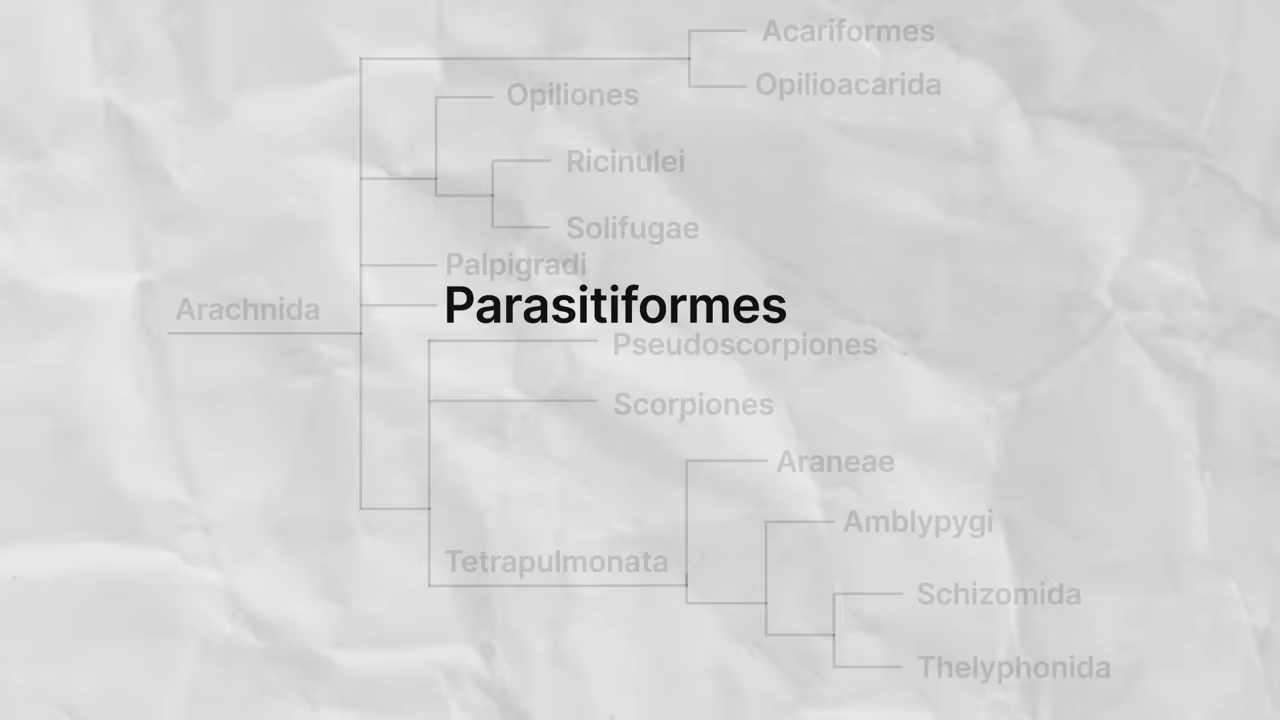 Acariformes
Opilioacarida
Opiliones
Ricinulei
Solifugae
Palpigradi
Arachnida
Parasitiformes
Pseudoscorpiones
Scorpiones
Araneae
Amblypygi
Tetrapulmonata
Schizomida
Thelyphonida